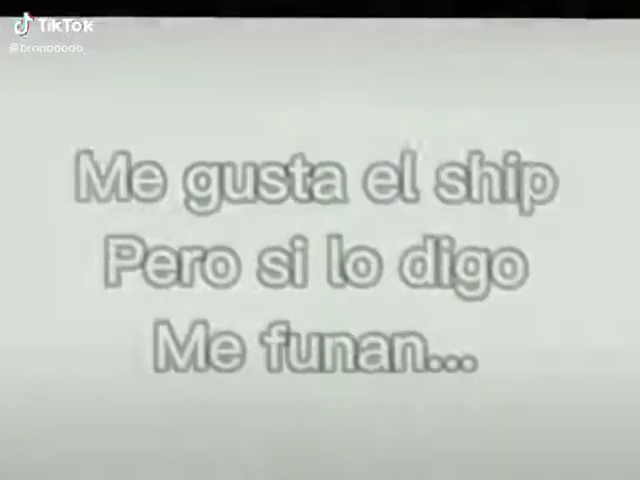 TikTok
Me gusta el ship
Pero si lo digo
Me funan...